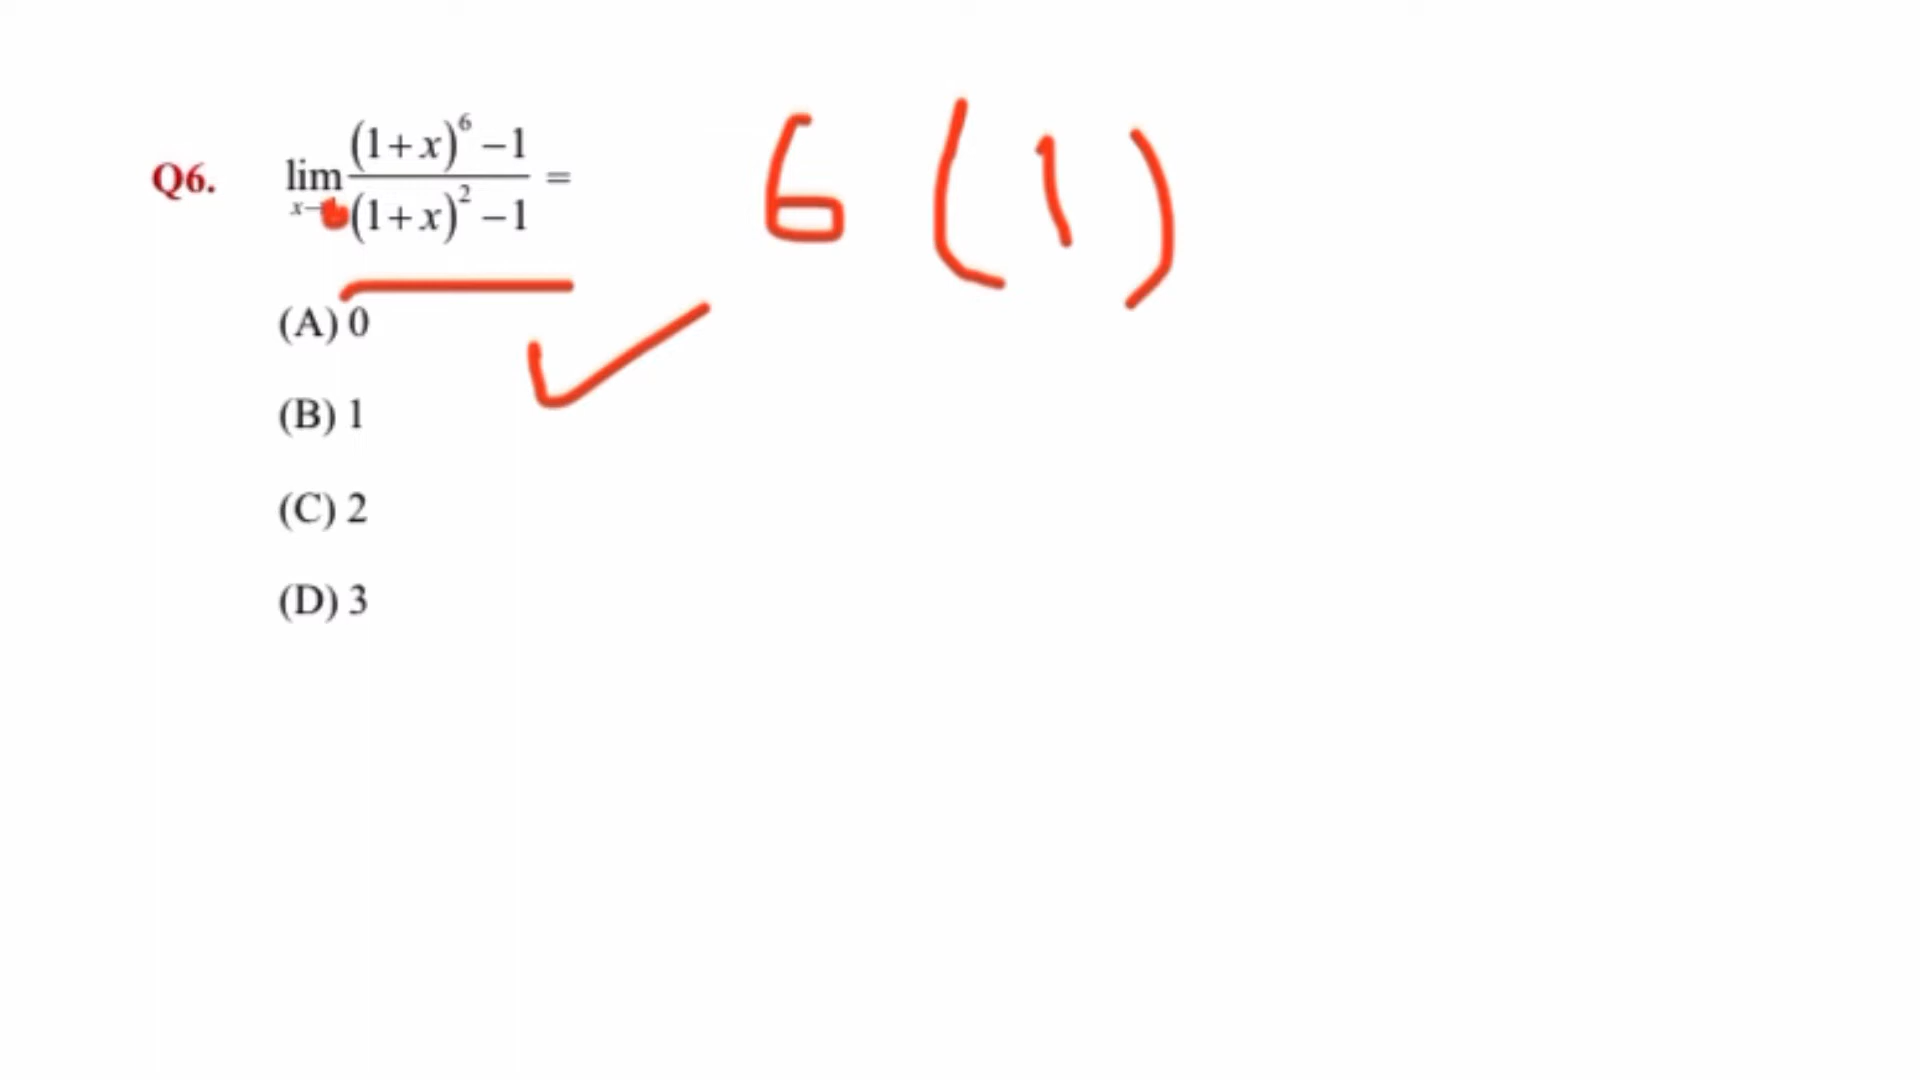 Q6. lim x→ (1+x)^6 −1 / (1+x)^2 −1 = 6 (1)
(A) 0
(B) 1
(C) 2
(D) 3